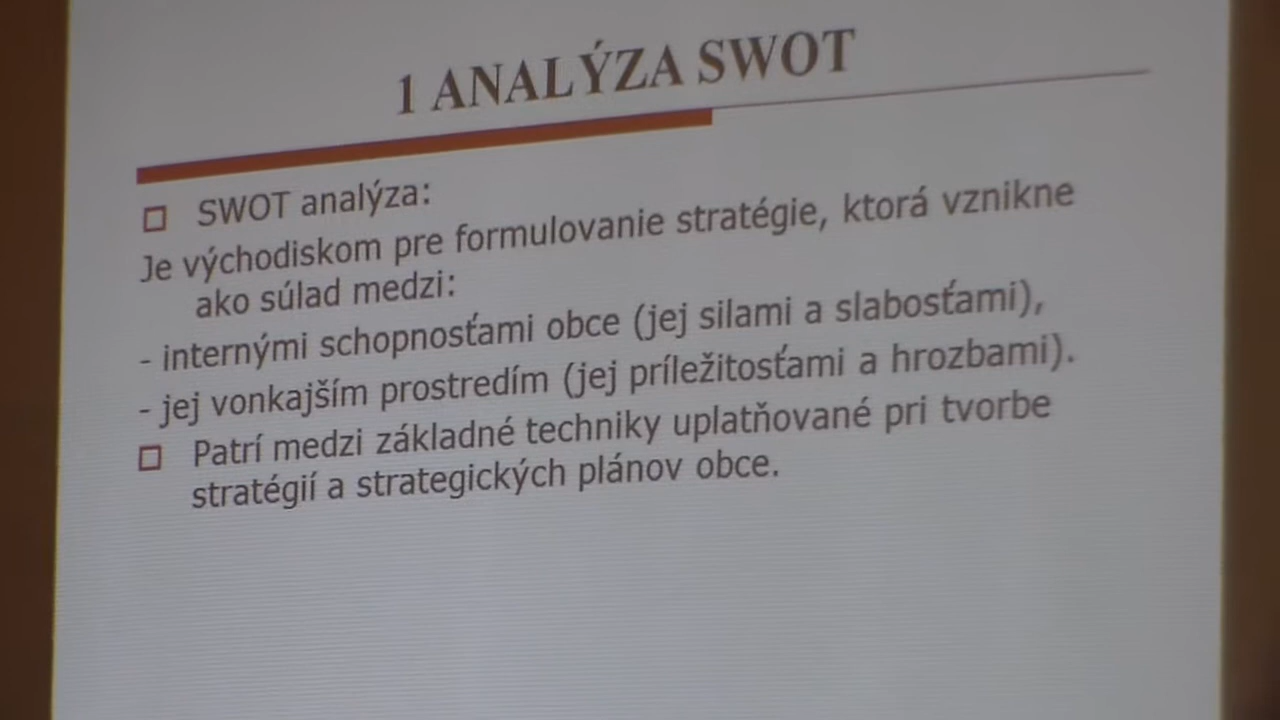 1 ANALÝZA SWOT
SWOT analýza:
Je východiskom pre formulovanie stratégie, ktorá vznikne
ako súlad medzi:
- internými schopnosťami obce (jej silami a slabosťami),
- jej vonkajším prostredím (jej príležitosťami a hrozbami).
Patrí medzi základné techniky uplatňované pri tvorbe
stratégií a strategických plánov obce.